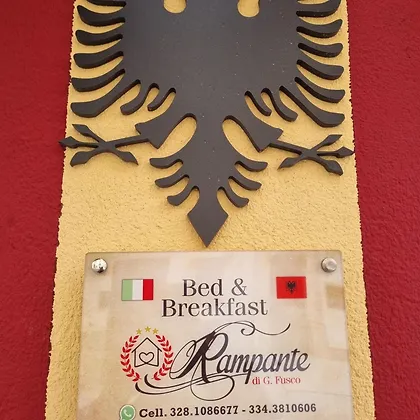 Bed &
Breakfast
Rampante
di G. Fusco
Cell. 328.1086677 - 334.3810606